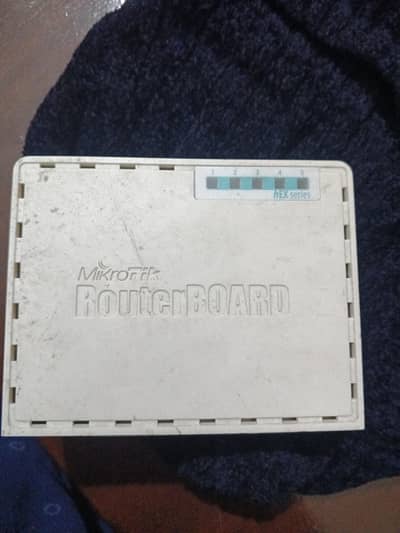 1 2 3 4 5
hEX series
MikroTik
RouterBOARD